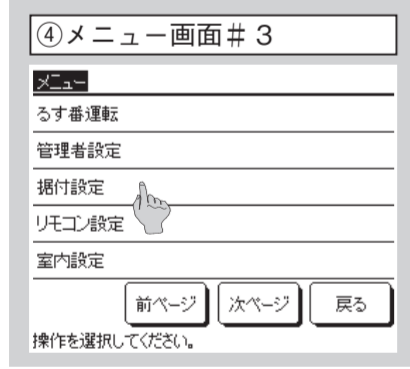 ④メニュー画面＃３
メニュー
るす番運転
管理者設定
据付設定
リモコン設定
室内設定
前ページ 次ページ 戻る
操作を選択してください。